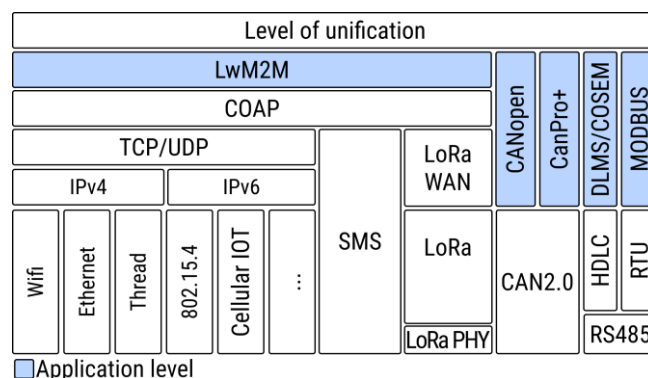 Level of unification
LwM2M
CANopen
CanPro+
DLMS/COSEM
MODBUS
COAP
TCP/UDP
SMS
LoRa
WAN
IPv4
IPv6
Wifi
Ethernet
Thread
802.15.4
Cellular IOT
...
LoRa
CAN2.0
HDLC
RTU
LoRa PHY
RS485
Application level